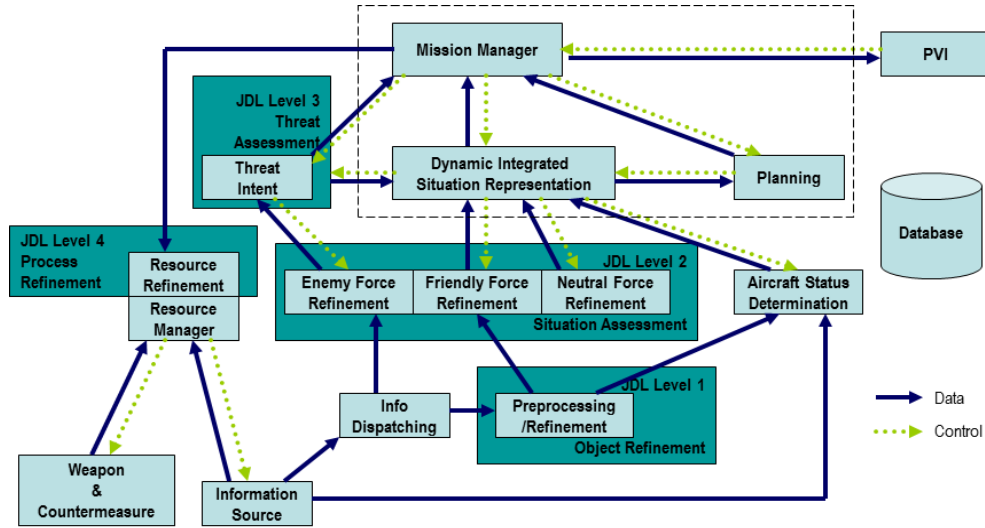 Mission Manager
PVI
JDL Level 3
Threat
Assessment
Threat
Intent
Dynamic Integrated
Situation Representation
Planning
Database
JDL Level 4
Process
Refinement
Resource
Refinement
Resource
Manager
JDL Level 2
Enemy Force
Refinement
Friendly Force
Refinement
Neutral Force
Refinement
Situation Assessment
Aircraft Status
Determination
JDL Level 1
Info
Dispatching
Preprocessing
/Refinement
Object Refinement
Data
Control
Weapon
&
Countermeasure
Information
Source